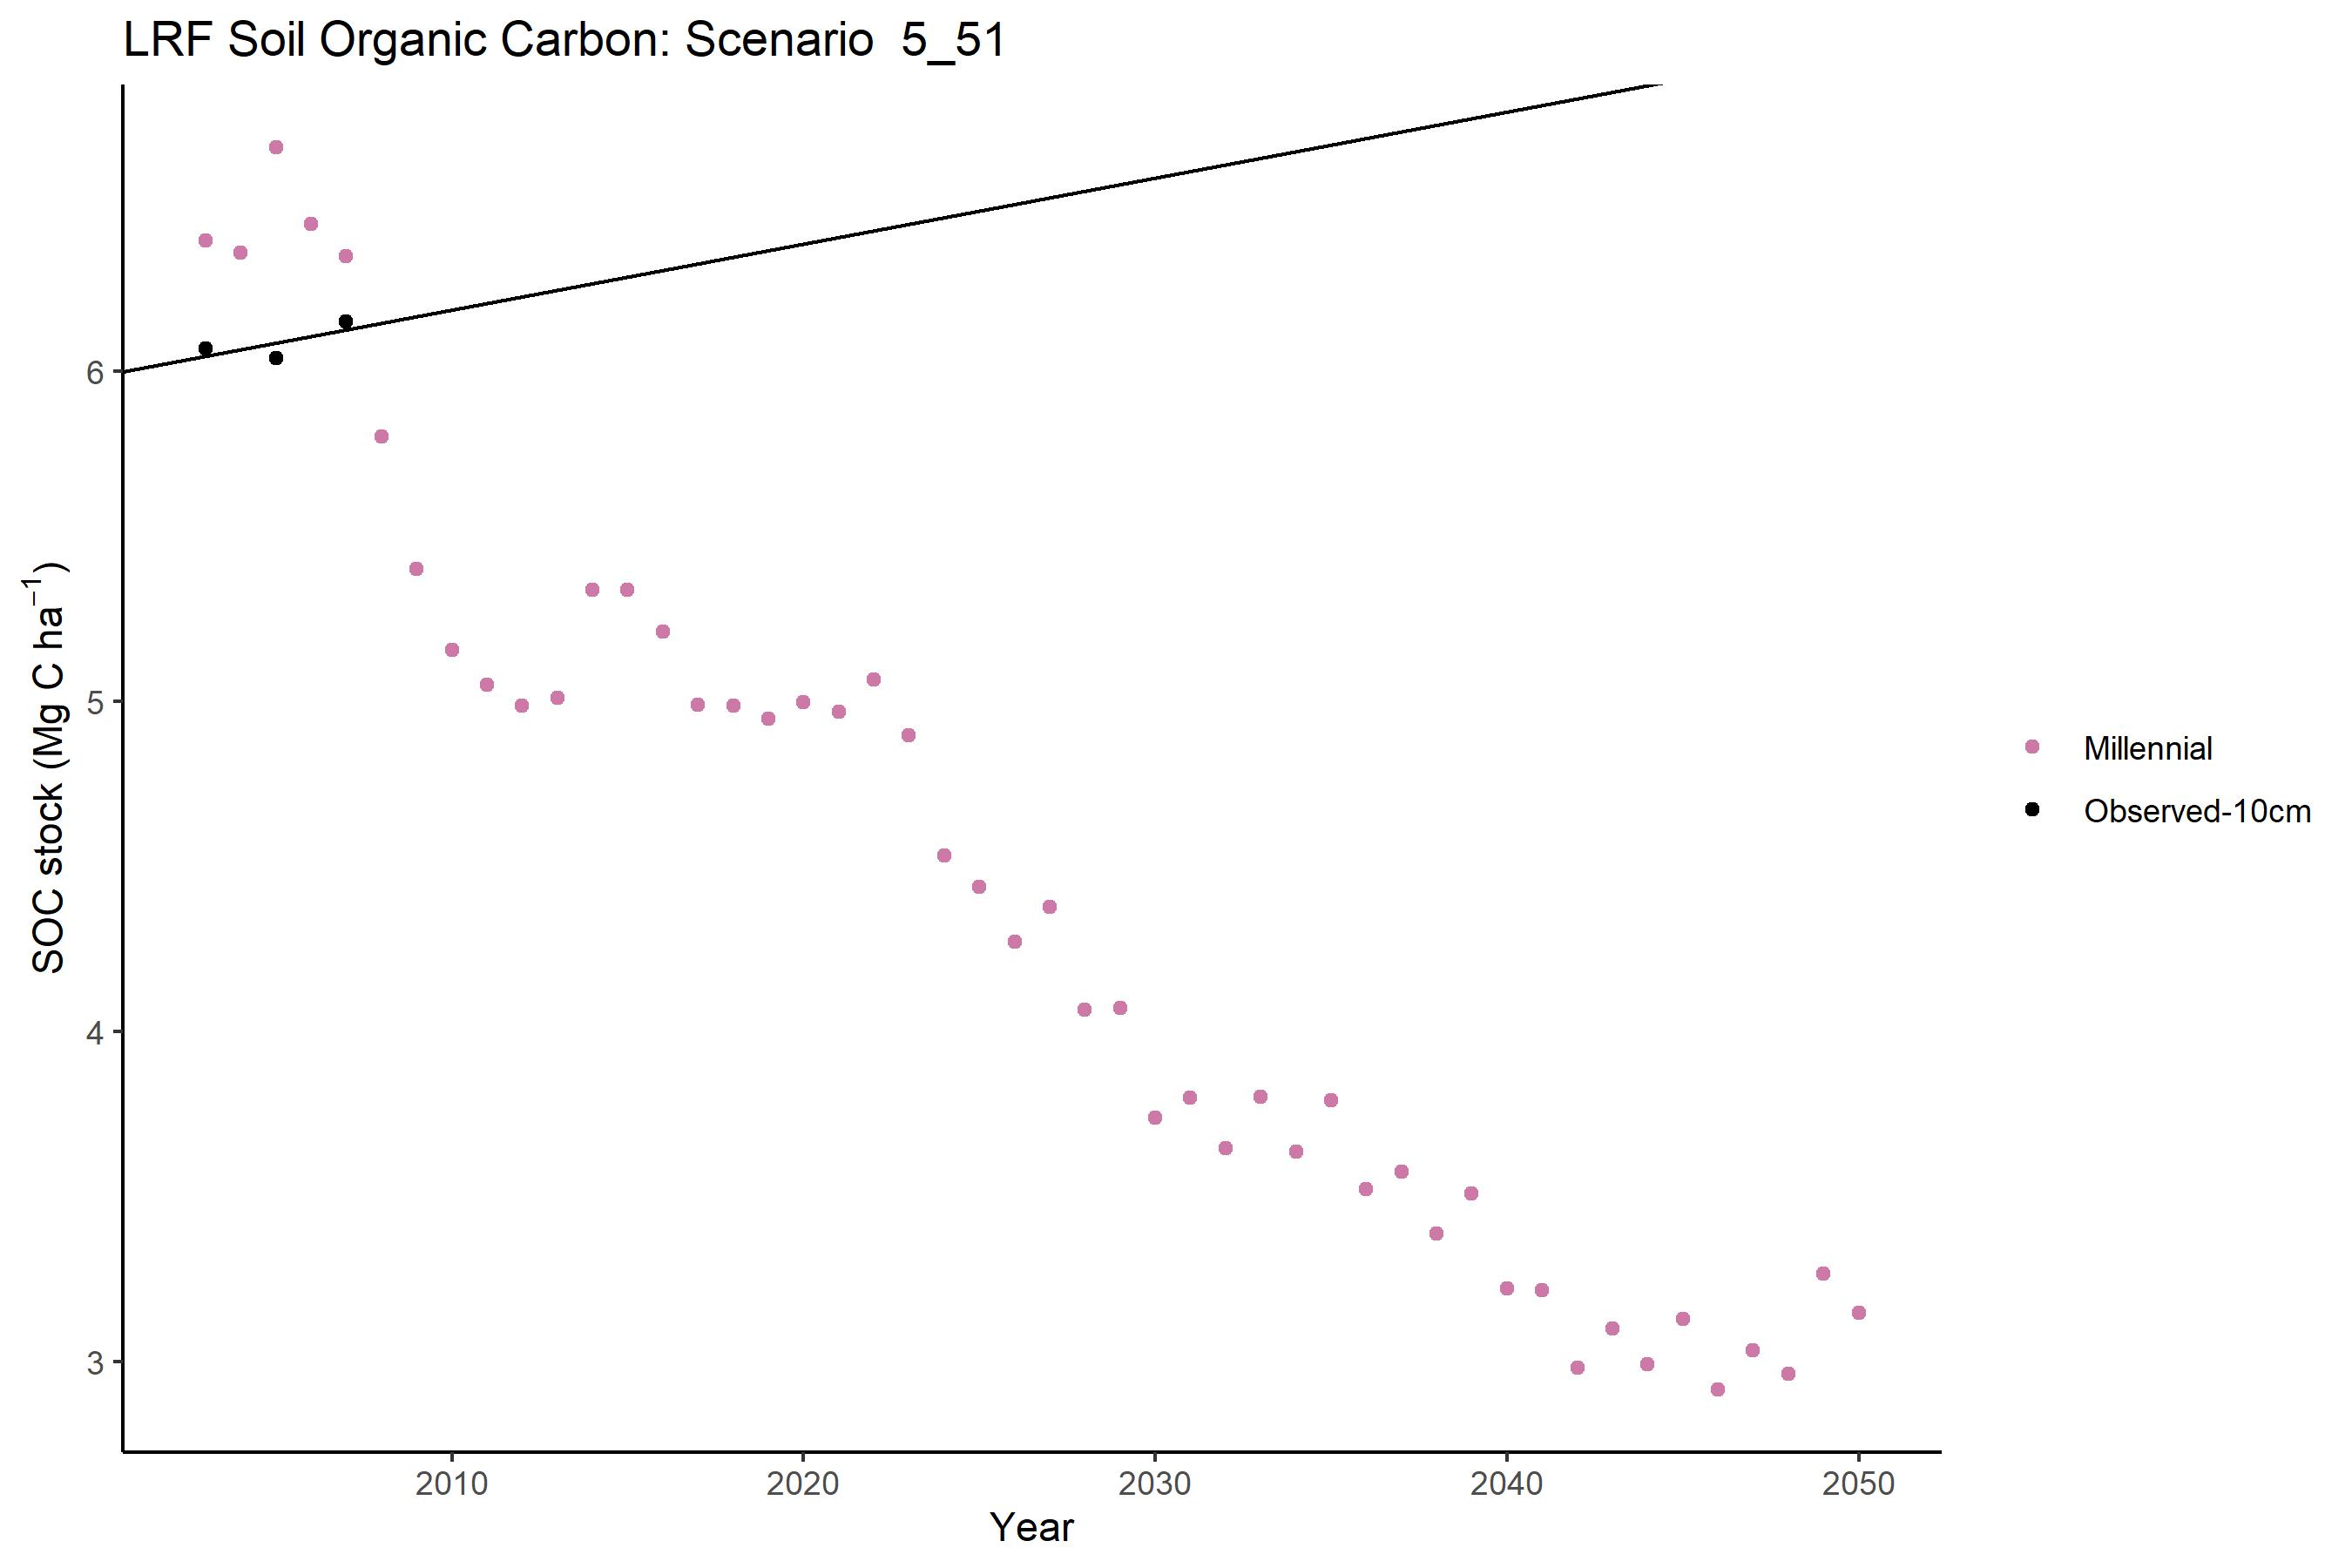 LRF Soil Organic Carbon: Scenario  5_51
SOC stock (Mg C ha⁻¹)
6
5
4
3
2010 2020 2030 2040 2050
Year
Millennial
Observed-10cm